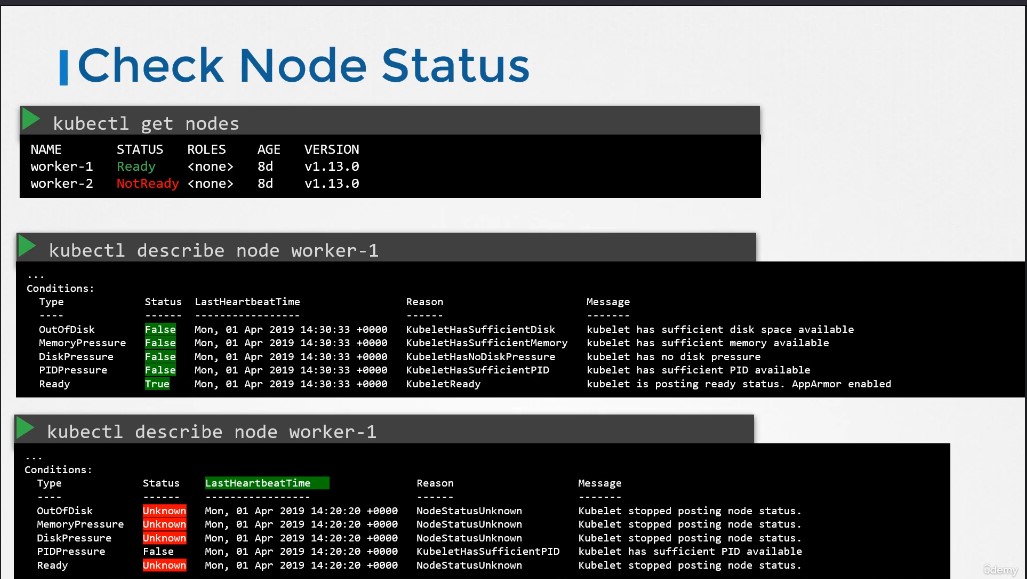 Check Node Status
kubectl get nodes
NAME STATUS ROLES AGE VERSION
worker-1 Ready <none> 8d v1.13.0
worker-2 NotReady <none> 8d v1.13.0
kubectl describe node worker-1
...
Conditions:
Type Status LastHeartbeatTime Reason Message
---- ------ ----------------- ------ -------
OutOfDisk False Mon, 01 Apr 2019 14:30:33 +0000 KubeletHasSufficientDisk kubelet has sufficient disk space available
MemoryPressure False Mon, 01 Apr 2019 14:30:33 +0000 KubeletHasSufficientMemory kubelet has sufficient memory available
DiskPressure False Mon, 01 Apr 2019 14:30:33 +0000 KubeletHasNoDiskPressure kubelet has no disk pressure
PIDPressure False Mon, 01 Apr 2019 14:30:33 +0000 KubeletHasSufficientPID kubelet has sufficient PID available
Ready True Mon, 01 Apr 2019 14:30:33 +0000 KubeletReady kubelet is posting ready status. AppArmor enabled
kubectl describe node worker-1
...
Conditions:
Type Status LastHeartbeatTime Reason Message
---- ------ ----------------- ------ -------
OutOfDisk Unknown Mon, 01 Apr 2019 14:20:20 +0000 NodeStatusUnknown Kubelet stopped posting node status.
MemoryPressure Unknown Mon, 01 Apr 2019 14:20:20 +0000 NodeStatusUnknown Kubelet stopped posting node status.
DiskPressure Unknown Mon, 01 Apr 2019 14:20:20 +0000 NodeStatusUnknown Kubelet stopped posting node status.
PIDPressure False Mon, 01 Apr 2019 14:20:20 +0000 KubeletHasSufficientPID kubelet has sufficient PID available
Ready Unknown Mon, 01 Apr 2019 14:20:20 +0000 NodeStatusUnknown Kubelet stopped posting node status.
ûdemy